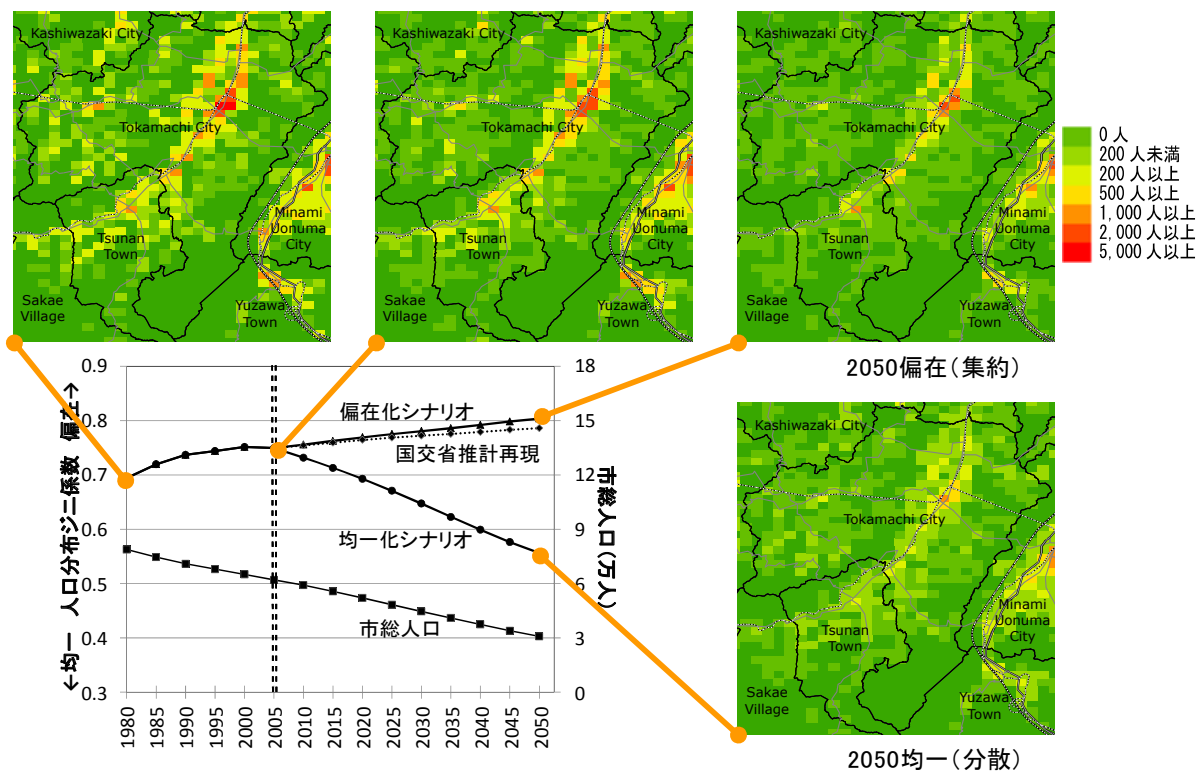 Kashiwazaki City
Tokamachi City
Tsunan
Town
Minami
Uonuma
City
Sakae
Village
Yuzawa
Town
Kashiwazaki City
Tokamachi City
Tsunan
Town
Minami
Uonuma
City
Sakae
Village
Yuzawa
Town
Kashiwazaki City
Tokamachi City
Tsunan
Town
Minami
Uonuma
City
Sakae
Village
Yuzawa
Town
0 人
200 人未満
200 人以上
500 人以上
1,000 人以上
2,000 人以上
5,000 人以上
2050偏在(集約)
←均一 人口分布ジニ係数 偏在→
0.9
0.8
0.7
0.6
0.5
0.4
0.3
偏在化シナリオ
国交省推計再現
均一化シナリオ
市総人口
18
15
12
9
6
3
0
市総人口(万人)
1980
1985
1990
1995
2000
2005
2010
2015
2020
2025
2030
2035
2040
2045
2050
Kashiwazaki City
Tokamachi City
Tsunan
Town
Minami
Uonuma
City
Sakae
Village
Yuzawa
Town
2050均一(分散)